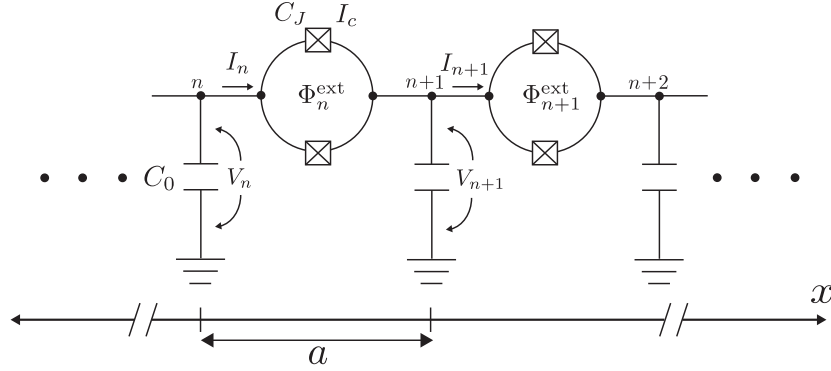 C_J I_c
I_n I_{n+1}
n Φ_n^{ext} n+1 Φ_{n+1}^{ext} n+2
C_0 V_n V_{n+1}
x
a